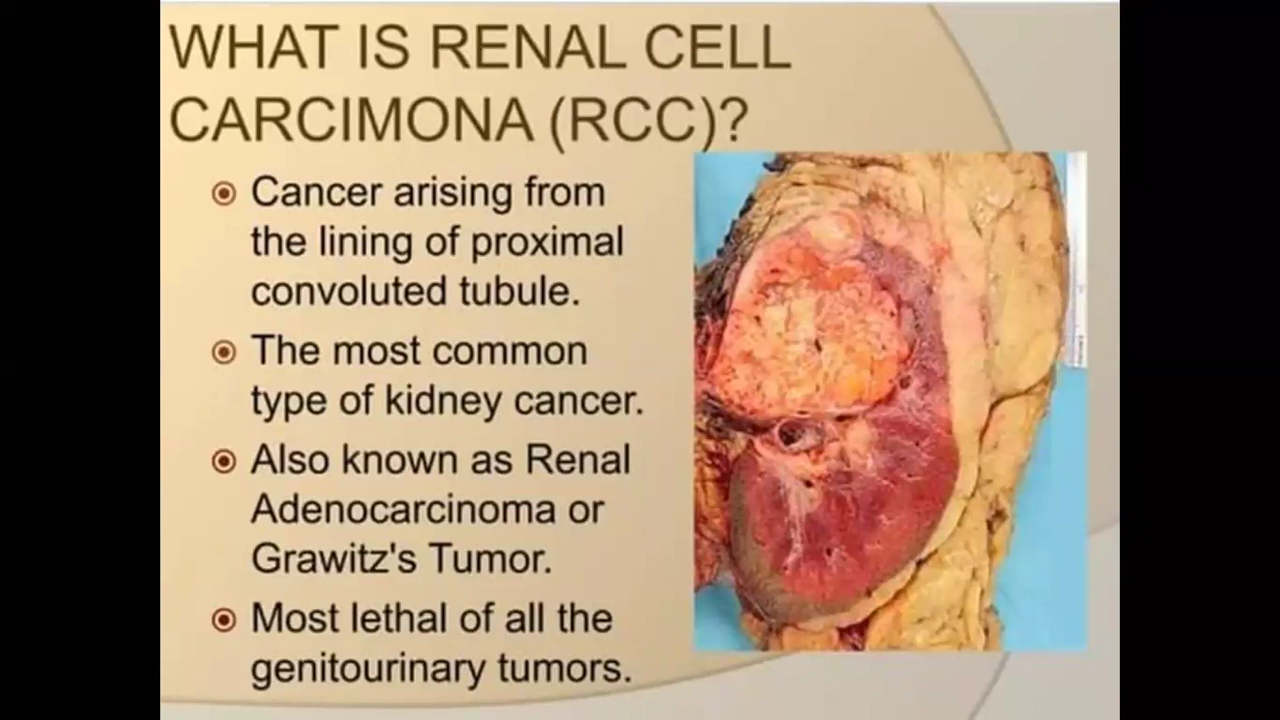 WHAT IS RENAL CELL
CARCIMONA (RCC)?
Cancer arising from
the lining of proximal
convoluted tubule.
The most common
type of kidney cancer.
Also known as Renal
Adenocarcinoma or
Grawitz's Tumor.
Most lethal of all the
genitourinary tumors.